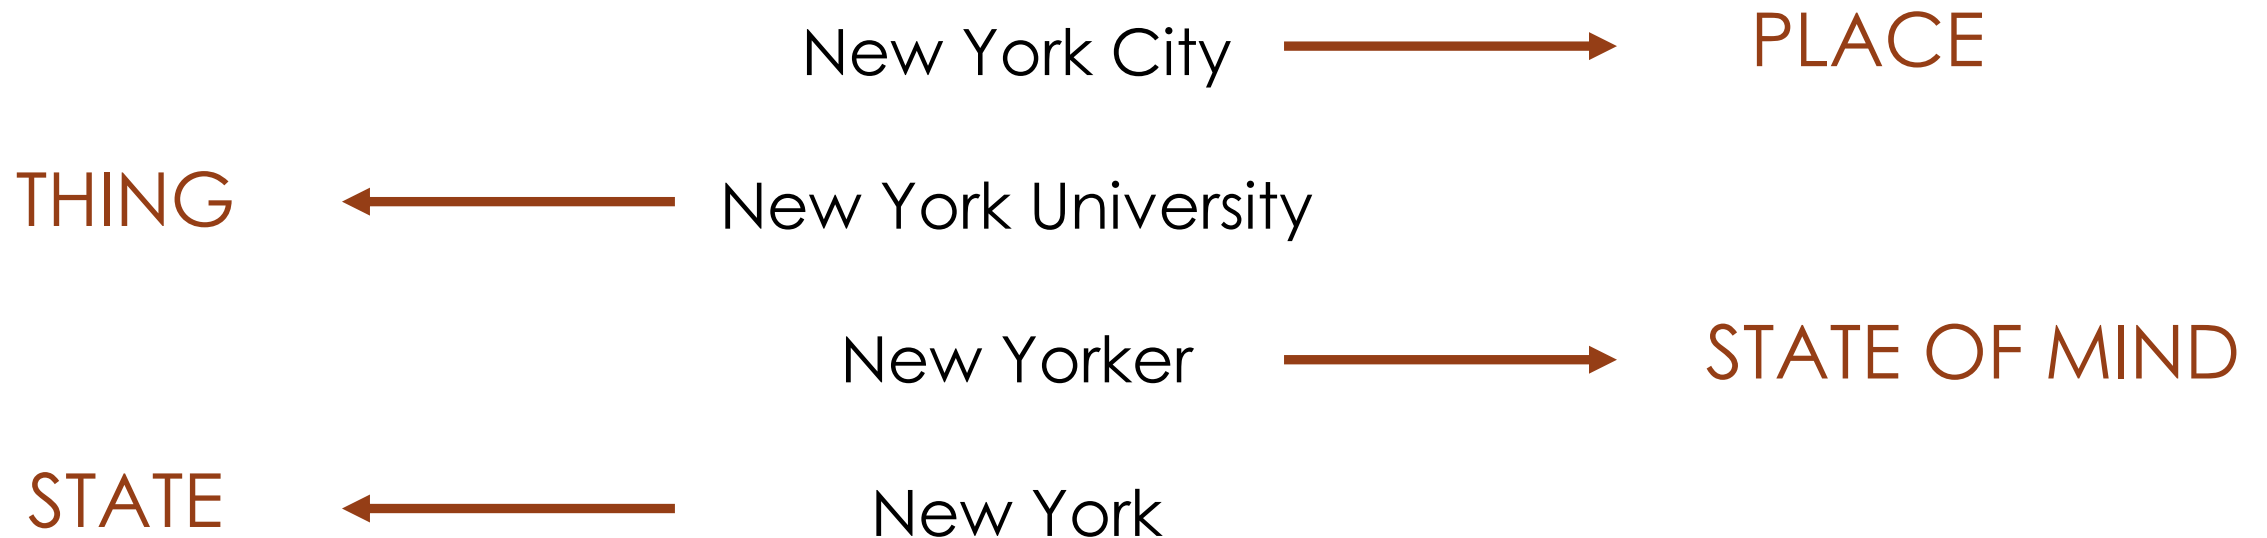 New York City PLACE
THING New York University
New Yorker STATE OF MIND
STATE New York